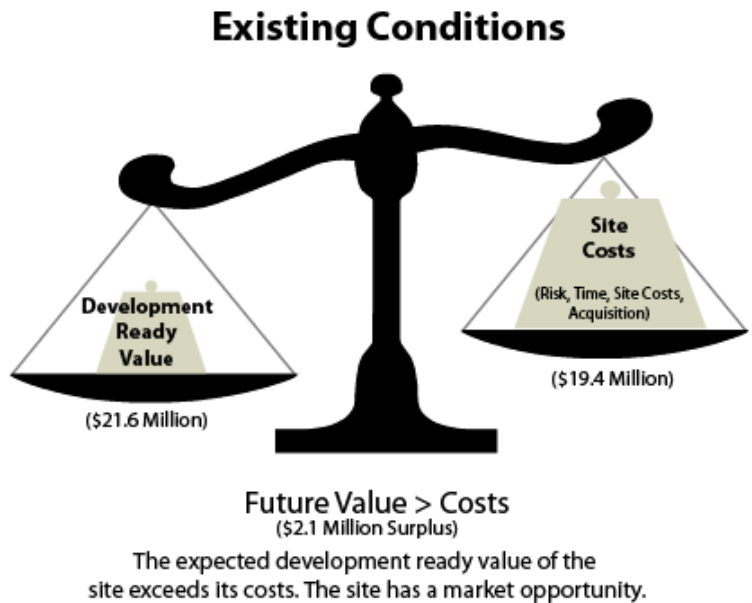 Existing Conditions
Development
Ready
Value
($21.6 Million)
Site
Costs
(Risk, Time, Site Costs,
Acquisition)
($19.4 Million)
Future Value > Costs
($2.1 Million Surplus)
The expected development ready value of the
site exceeds its costs. The site has a market opportunity.